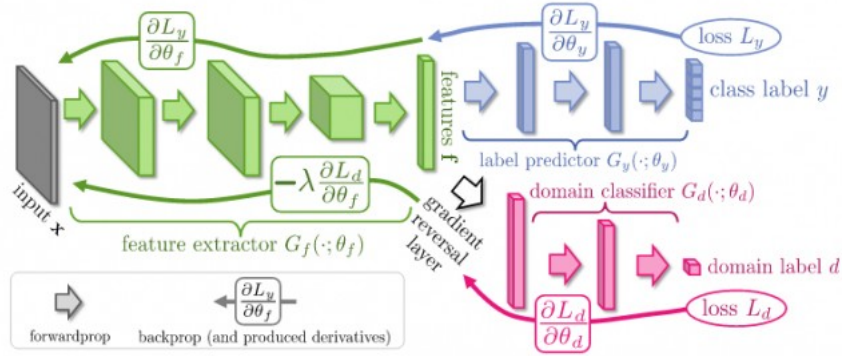 ∂L_y/∂θ_f
∂L_y/∂θ_y
loss L_y
input x
features f
class label y
label predictor G_y(·;θ_y)
−λ ∂L_d/∂θ_f
feature extractor G_f(·;θ_f)
gradient
reversal
layer
domain classifier G_d(·;θ_d)
domain label d
∂L_d/∂θ_d
loss L_d
forwardprop
∂L_y/∂θ_f
backprop (and produced derivatives)